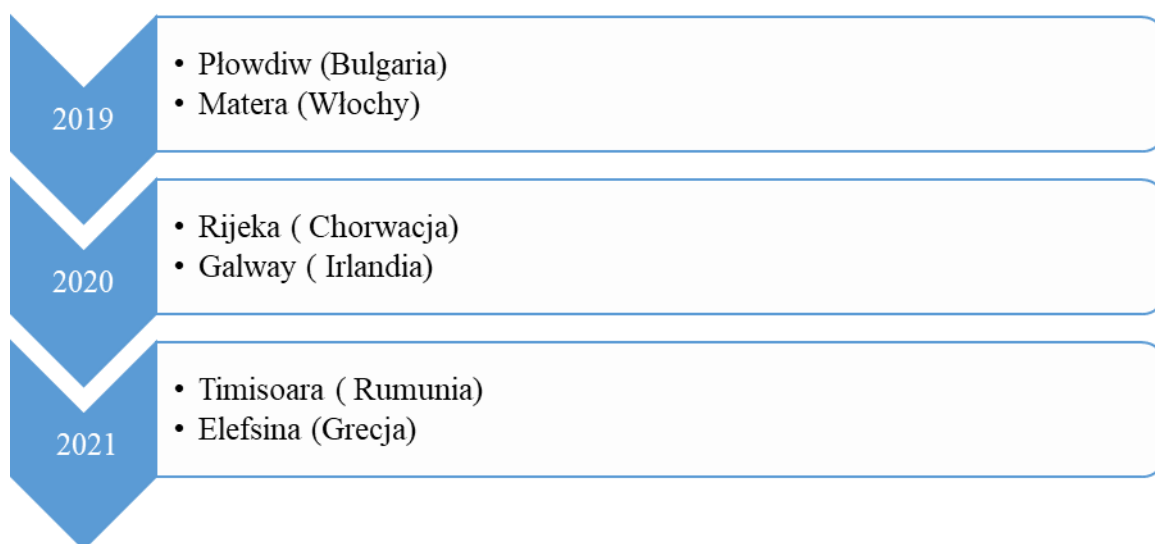 2019
• Płowdiw (Bulgaria)
• Matera (Włochy)
2020
• Rijeka ( Chorwacja)
• Galway ( Irlandia)
2021
• Timisoara ( Rumunia)
• Elefsina (Grecja)